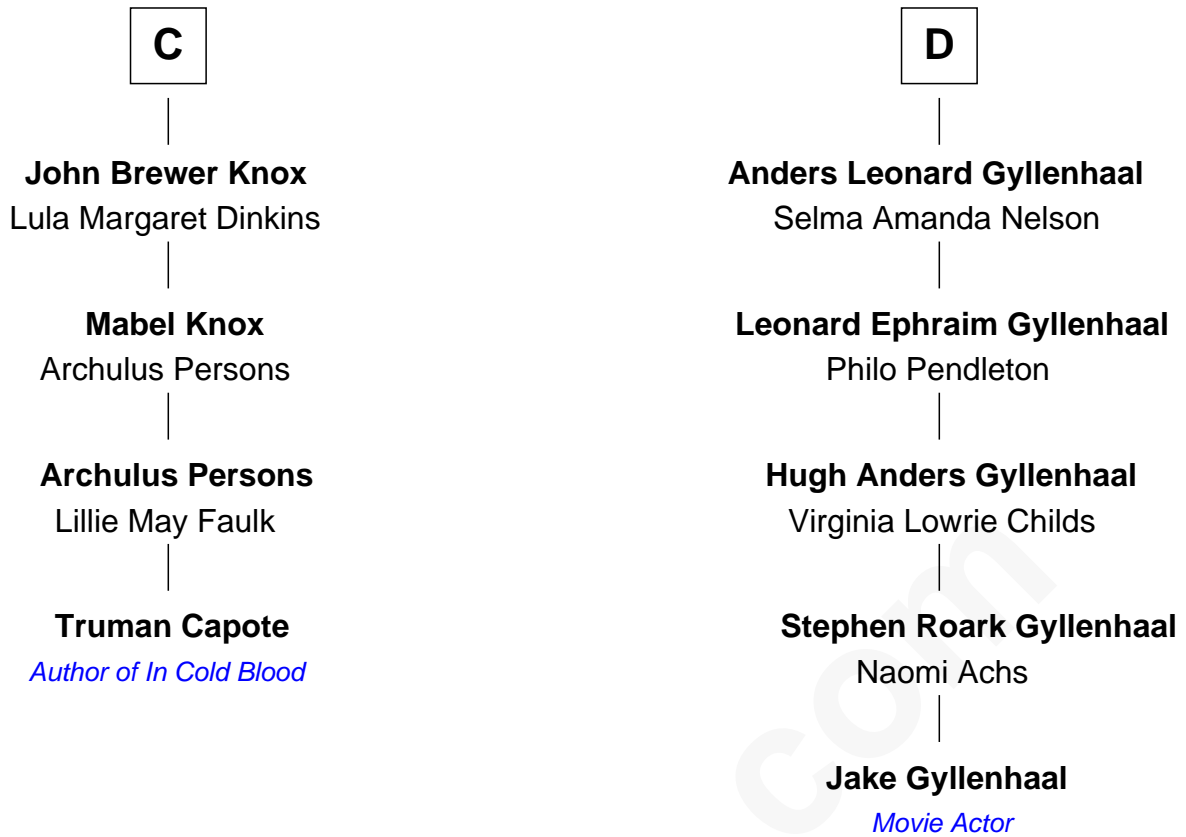 C
John Brewer Knox
Lula Margaret Dinkins
Mabel Knox
Archulus Persons
Archulus Persons
Lillie May Faulk
Truman Capote
Author of In Cold Blood
D
Anders Leonard Gyllenhaal
Selma Amanda Nelson
Leonard Ephraim Gyllenhaal
Philo Pendleton
Hugh Anders Gyllenhaal
Virginia Lowrie Childs
Stephen Roark Gyllenhaal
Naomi Achs
Jake Gyllenhaal
Movie Actor
com